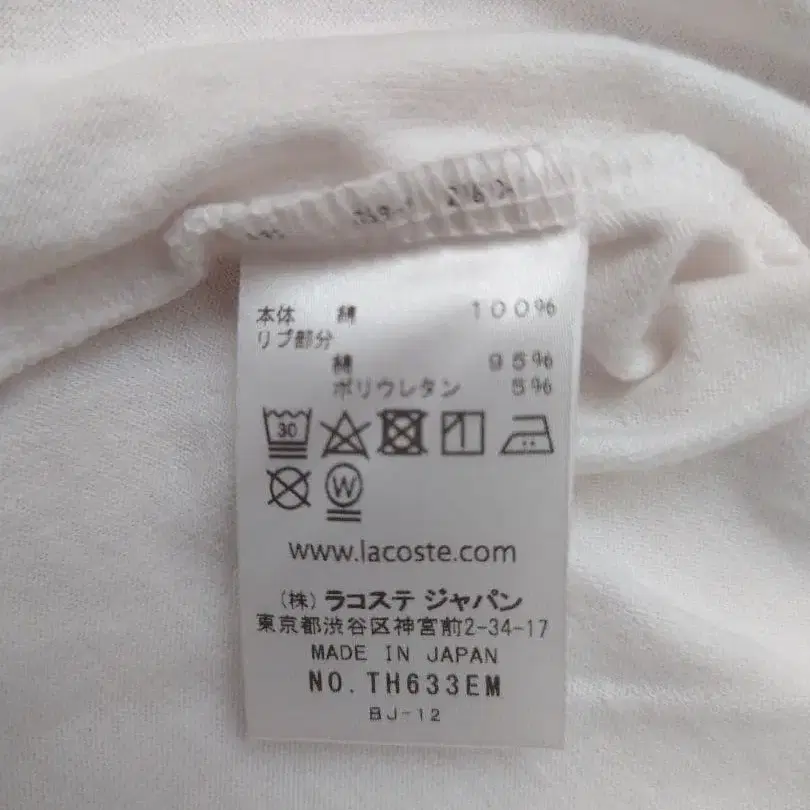 本体 綿 100%
リブ部分
綿 95%
ポリウレタン 5%
30
W
www.lacoste.com
(株) ラコステ ジャパン
東京都渋谷区神宮前2-34-17
MADE IN JAPAN
NO. TH633EM
BJ-12